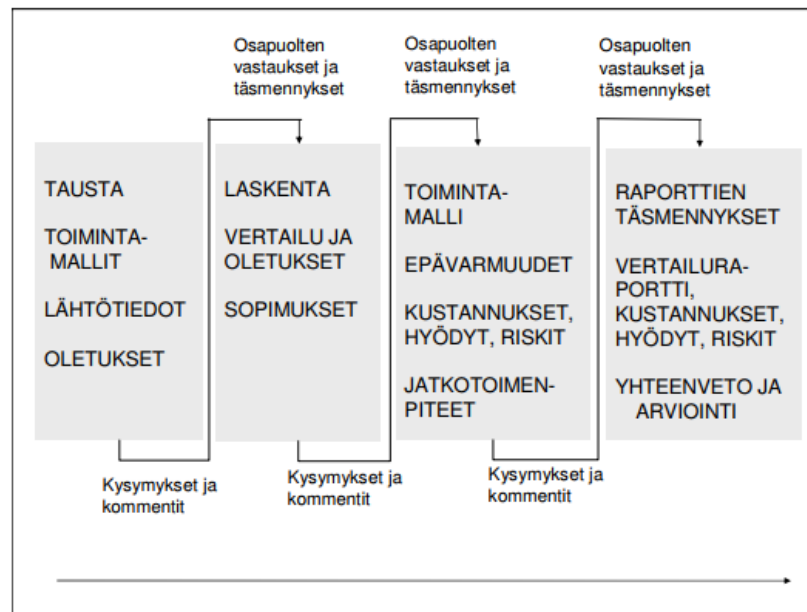 Osapuolten
vastaukset ja
täsmennykset
Osapuolten
vastaukset ja
täsmennykset
Osapuolten
vastaukset ja
täsmennykset
TAUSTA
TOIMINTA-
MALLIT
LÄHTÖTIEDOT
OLETUKSET
LASKENTA
VERTAILU JA
OLETUKSET
SOPIMUKSET
TOIMINTA-
MALLI
EPÄVARMUUDET
KUSTANNUKSET,
HYÖDYT, RISKIT
JATKOTOIMEN-
PITEET
RAPORTTIEN
TÄSMENNYKSET
VERTAILURA-
PORTTI,
KUSTANNUKSET,
HYÖDYT, RISKIT
YHTEENVETO JA
ARVIOINTI
Kysymykset ja
kommentit
Kysymykset ja
kommentit
Kysymykset ja
kommentit